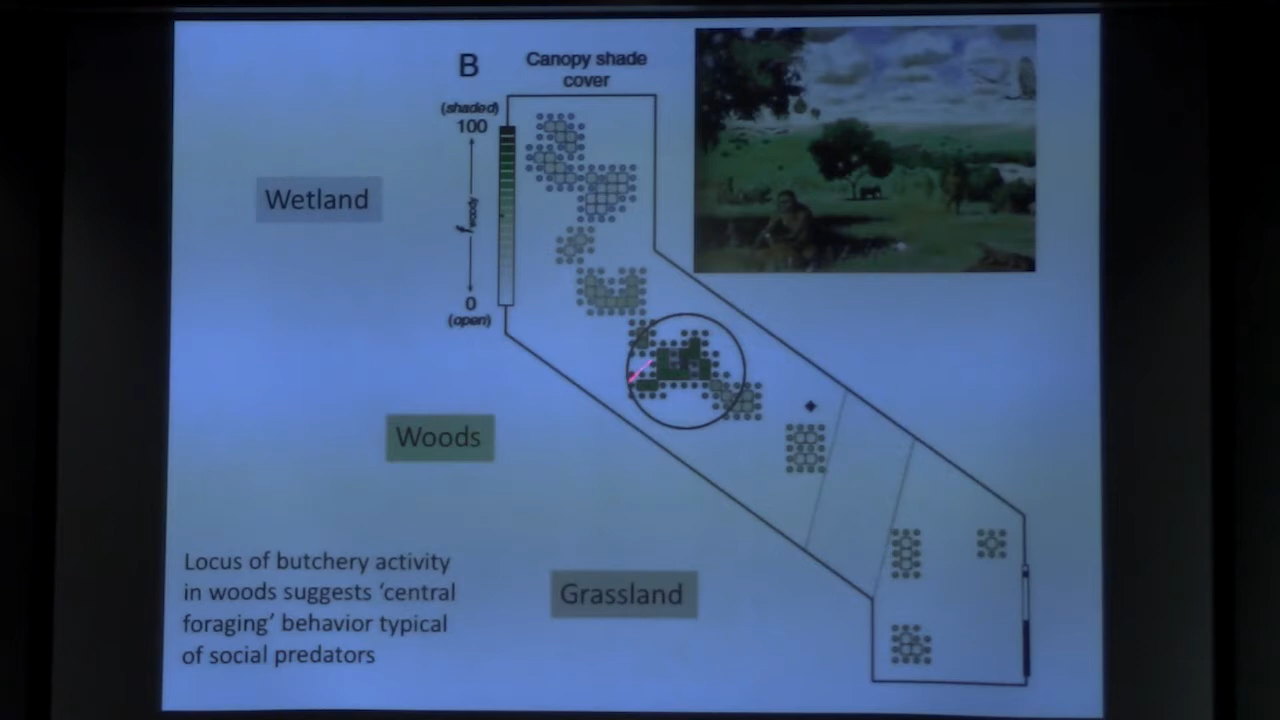 B
Canopy shade
cover
(shaded)
100
f woody
0
(open)
Wetland
Woods
Grassland
Locus of butchery activity
in woods suggests ‘central
foraging’ behavior typical
of social predators